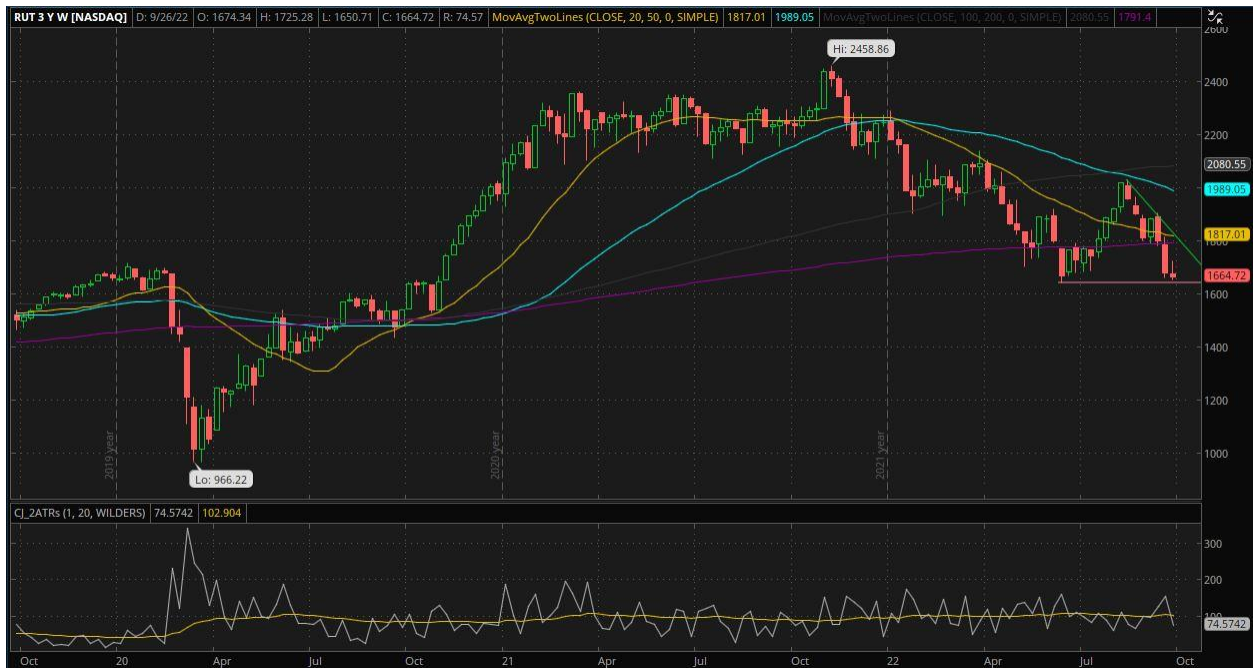 RUT 3 Y W [NASDAQ] D: 9/26/22 O: 1674.34 H: 1725.28 L: 1650.71 C: 1664.72 R: 74.57 MovAvgTwoLines (CLOSE, 20, 50, 0, SIMPLE) 1817.01 1989.05 MovAvgTwoLines (CLOSE, 100, 200, 0, SIMPLE) 2080.55 1791.4
2600
Hi: 2458.86
2400
2200
2080.55
1989.05
1817.01
1800
1664.72
1600
1400
1200
1000
2019 year
2020 year
2021 year
Lo: 966.22
CJ_2ATRs (1, 20, WILDERS) 74.5742 102.904
300
200
100
74.5742
Oct 20 Apr Jul Oct 21 Apr Jul Oct 22 Apr Jul Oct